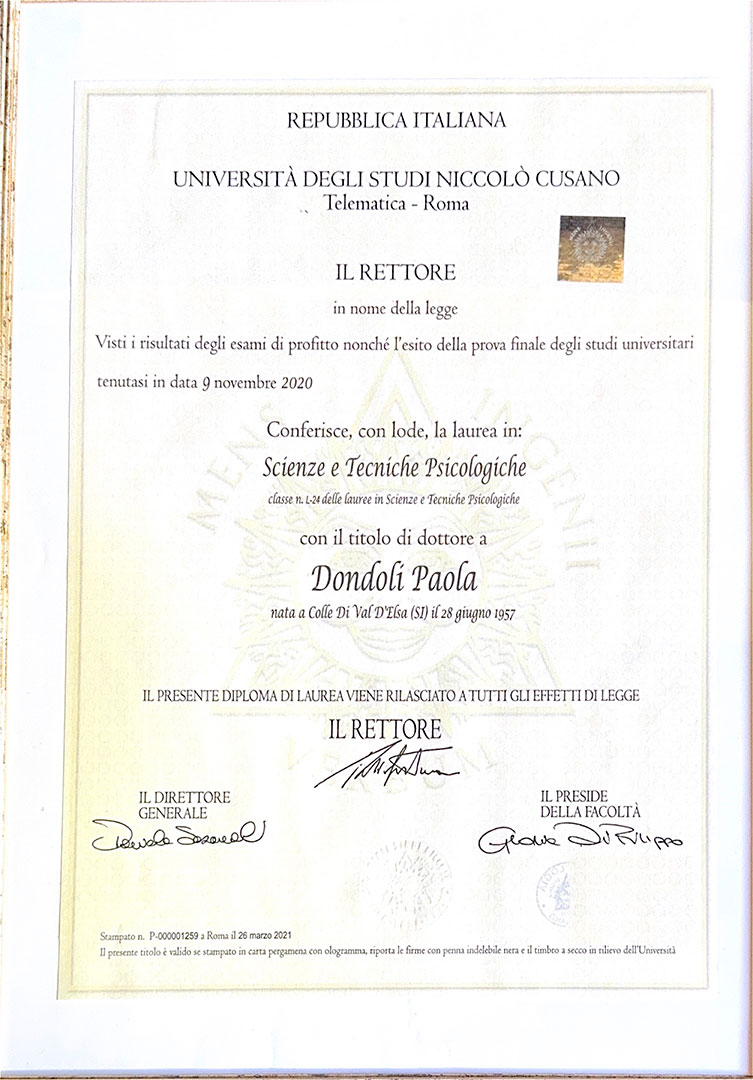 REPUBBLICA ITALIANA
UNIVERSITÀ DEGLI STUDI NICCOLÒ CUSANO
Telematica - Roma
IL RETTORE
in nome della legge
Visti i risultati degli esami di profitto nonché l'esito della prova finale degli studi universitari
tenutasi in data 9 novembre 2020
MENS INGENII
Conferisce, con lode, la laurea in:
Scienze e Tecniche Psicologiche
classe n. L-24 delle lauree in Scienze e Tecniche Psicologiche
con il titolo di dottore a
Dondoli Paola
nata a Colle Di Val D'Elsa (SI) il 28 giugno 1957
IL PRESENTE DIPLOMA DI LAUREA VIENE RILASCIATO A TUTTI GLI EFFETTI DI LEGGE
IL RETTORE
IL DIRETTORE
GENERALE
IL PRESIDE
DELLA FACOLTÀ
Stampato n. P-000001259 a Roma il 26 marzo 2021
Il presente titolo è valido se stampato in carta pergamena con ologramma, riporta le firme con penna indelebile nera e il timbro a secco in rilievo dell'Università